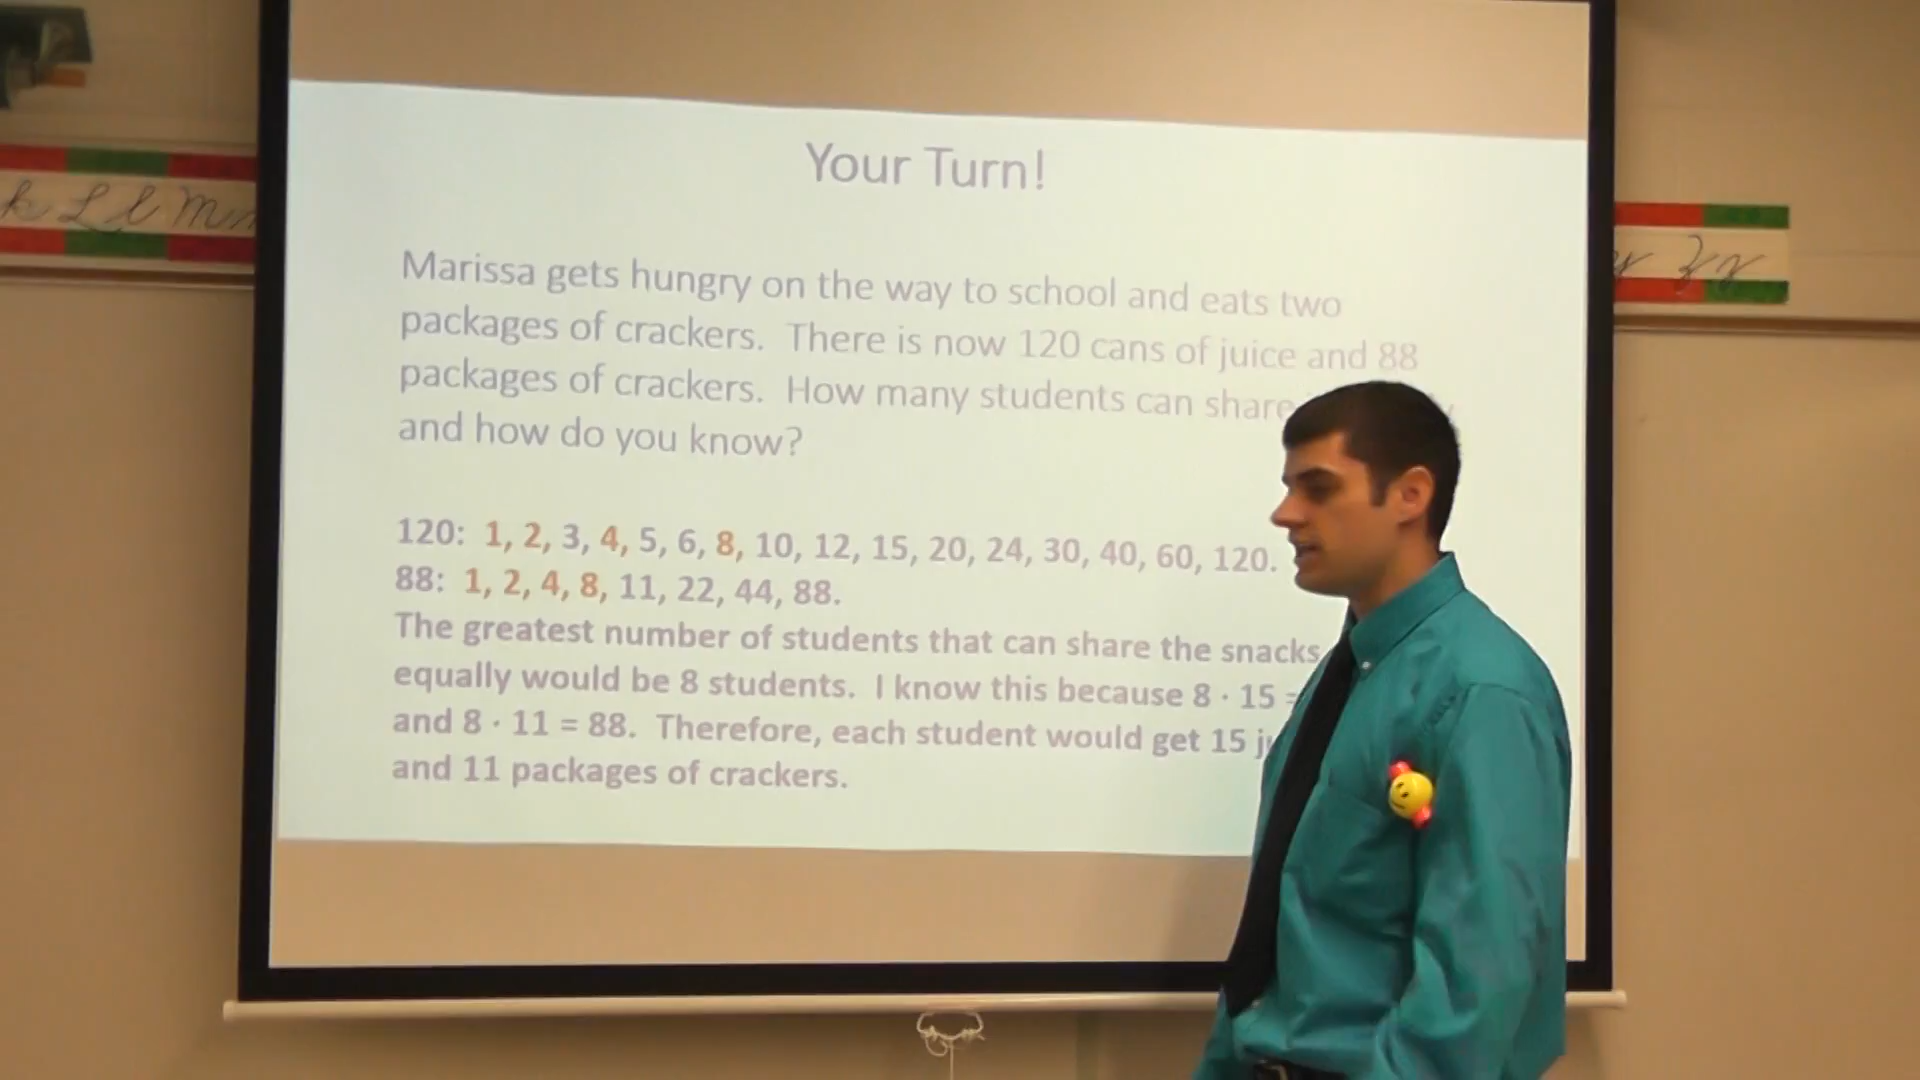 Your Turn!
Marissa gets hungry on the way to school and eats two
packages of crackers. There is now 120 cans of juice and 88
packages of crackers. How many students can share
and how do you know?
120: 1, 2, 3, 4, 5, 6, 8, 10, 12, 15, 20, 24, 30, 40, 60, 120.
88: 1, 2, 4, 8, 11, 22, 44, 88.
The greatest number of students that can share the snacks
equally would be 8 students. I know this because 8 · 15 =
and 8 · 11 = 88. Therefore, each student would get 15
and 11 packages of crackers.
k L l M m
y Z z